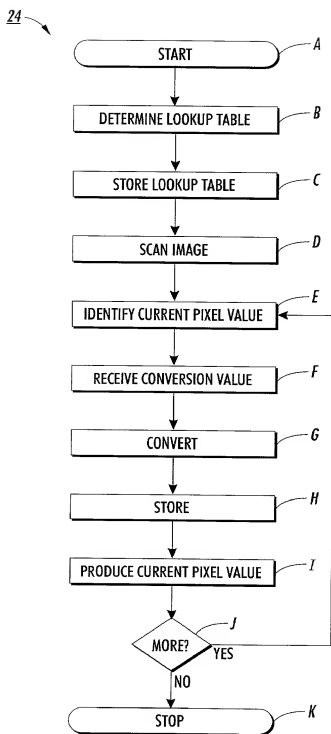 24
START A
DETERMINE LOOKUP TABLE B
STORE LOOKUP TABLE C
SCAN IMAGE D
IDENTIFY CURRENT PIXEL VALUE E
RECEIVE CONVERSION VALUE F
CONVERT G
STORE H
PRODUCE CURRENT PIXEL VALUE I
MORE? J
YES
NO
STOP K